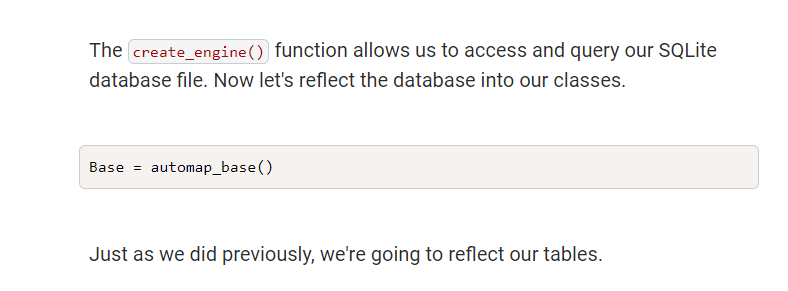 The create_engine() function allows us to access and query our SQLite
database file. Now let's reflect the database into our classes.
Base = automap_base()
Just as we did previously, we're going to reflect our tables.